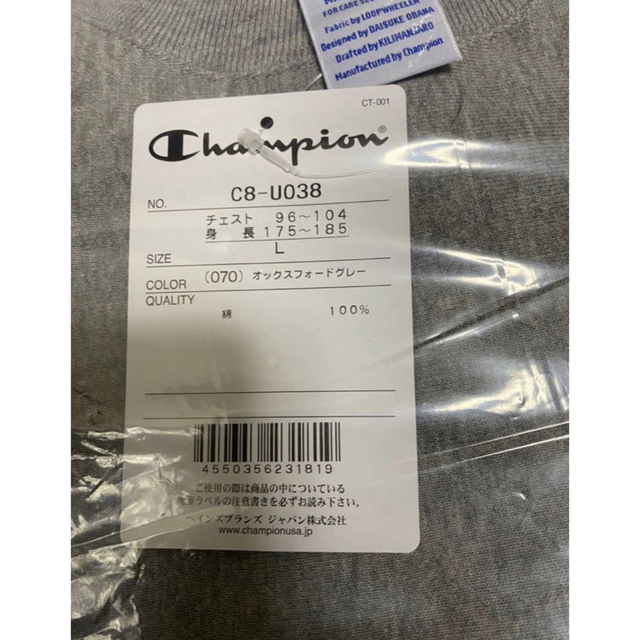 FOR CARE
Fabric by LOOPWHEELER
Designed by DAISUKE OBANA
Drafted by KILIMANJARO
Manufactured by Champion
CT-001
Champion
NO. C8-U038
チェスト 96〜104
身長 175〜185
SIZE L
COLOR (070) オックスフォードグレー
QUALITY
綿 100%
4550356231819
ご使用の際は商品の中についている
ラベルの注意書きを必ずお読み下さい。
ヘインズブランズ ジャパン株式会社
www.championusa.jp